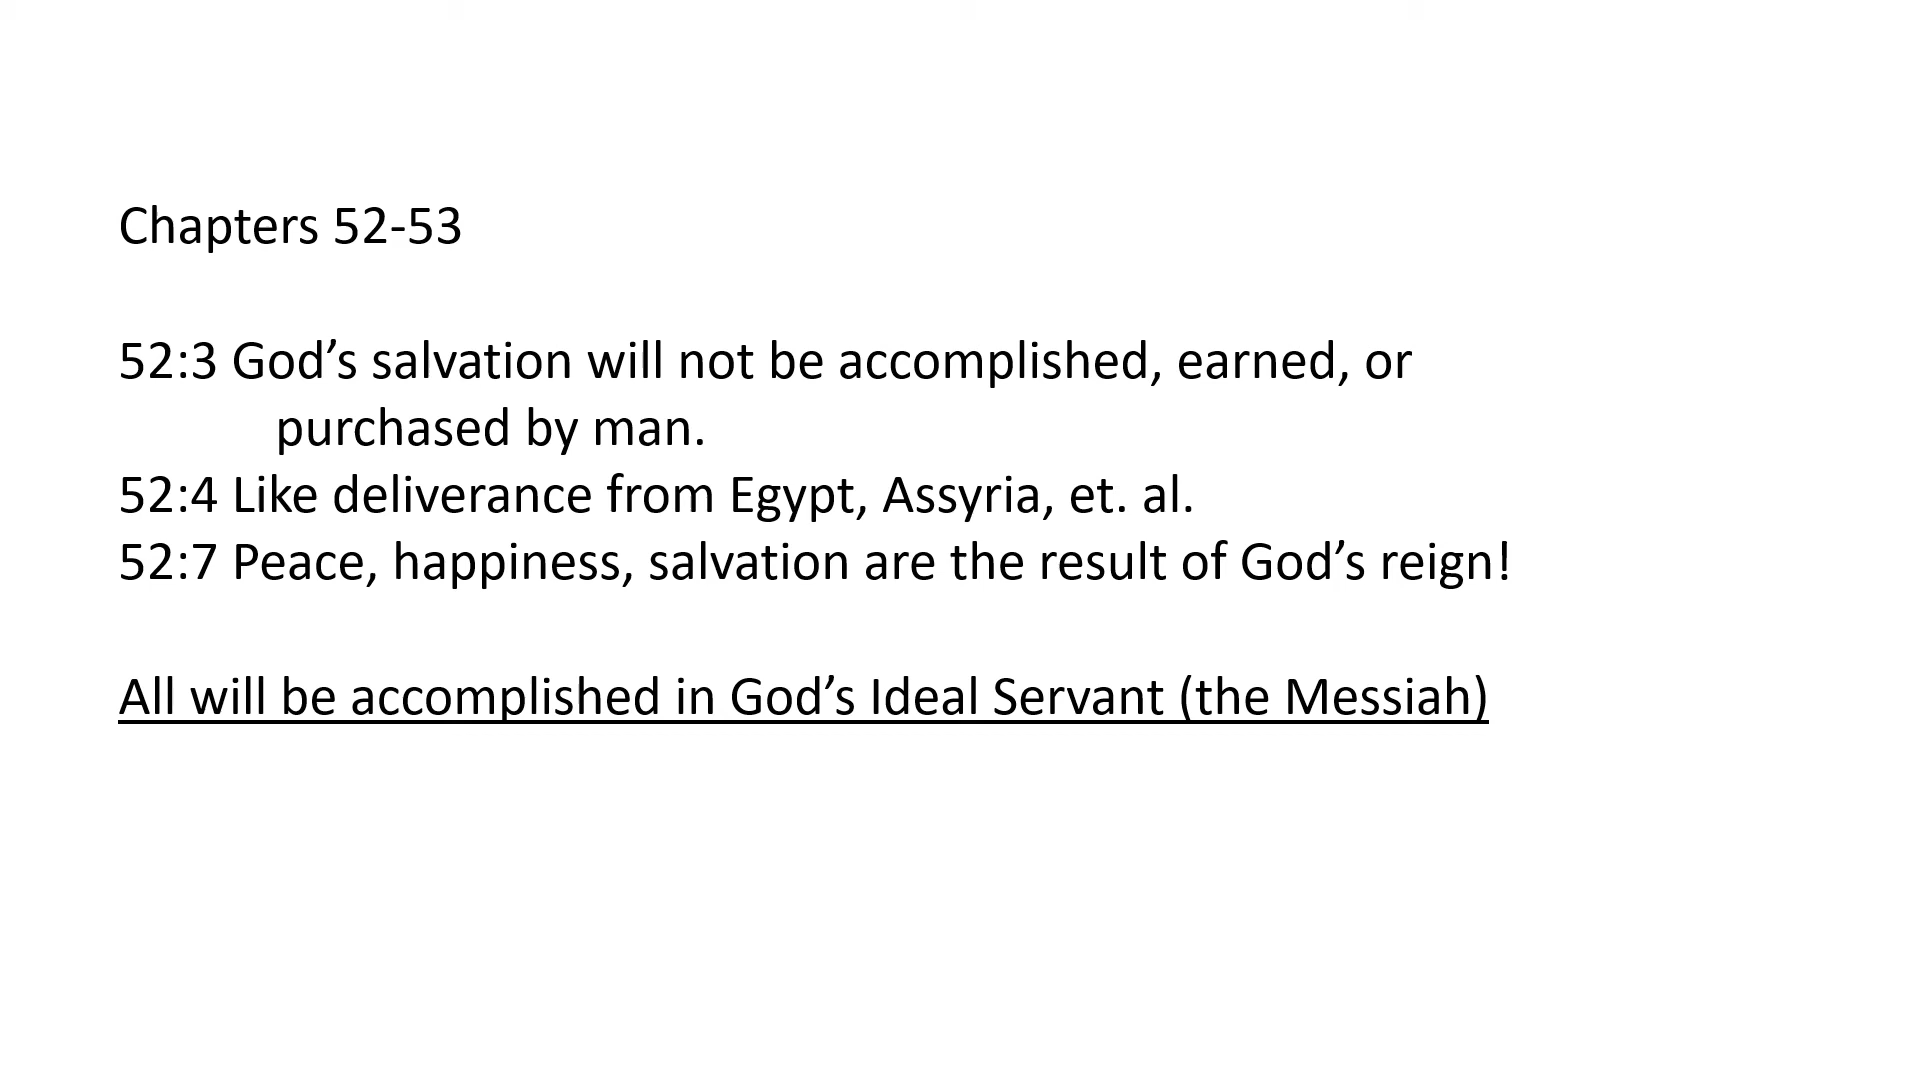 Chapters 52-53
52:3 God’s salvation will not be accomplished, earned, or
purchased by man.
52:4 Like deliverance from Egypt, Assyria, et. al.
52:7 Peace, happiness, salvation are the result of God’s reign!
All will be accomplished in God’s Ideal Servant (the Messiah)